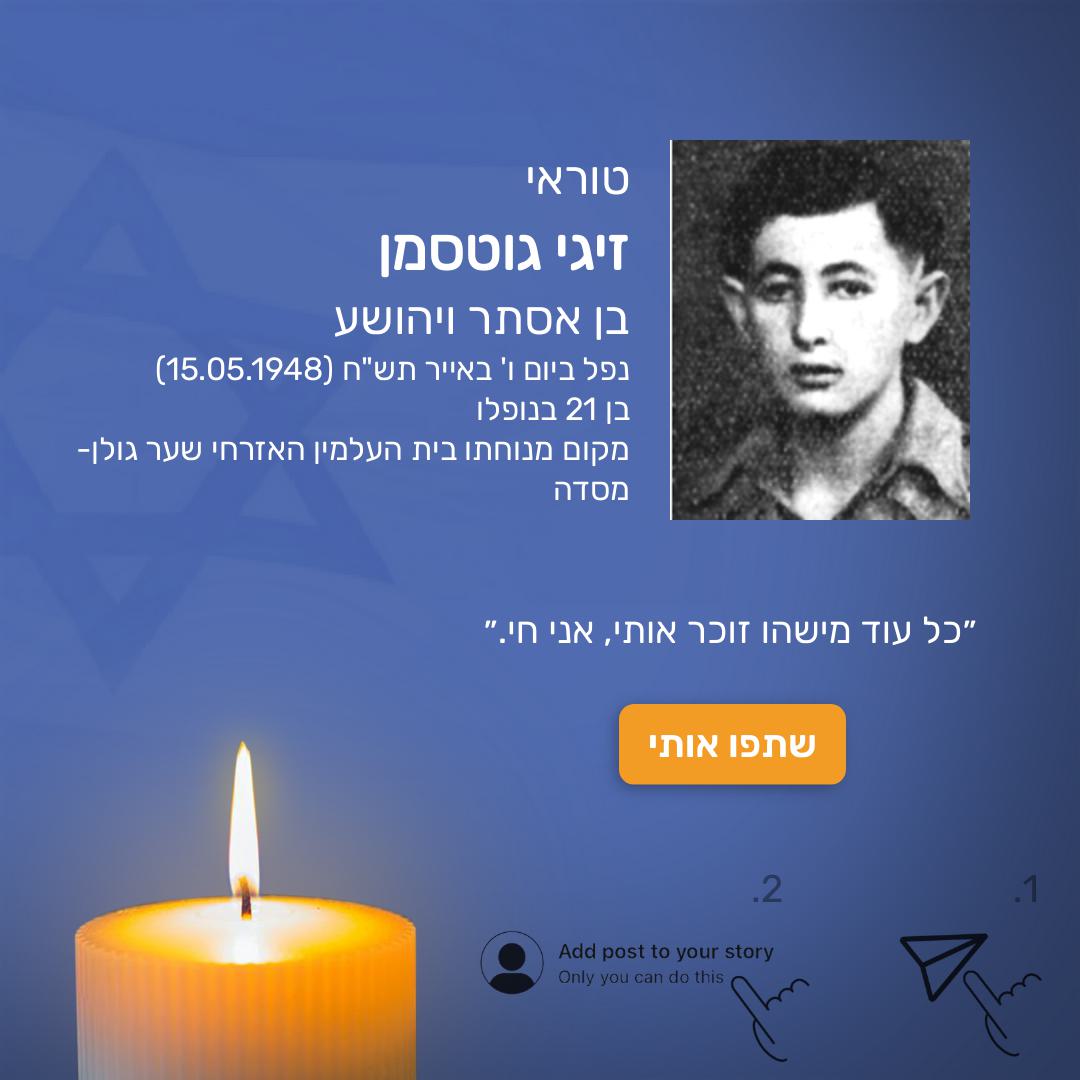 טוראי
זיגי גוטסמן
בן אסתר ויהושע
נפל ביום ו' באייר תש"ח (15.05.1948)
בן 21 בנופלו
מקום מנוחתו בית העלמין האזרחי שער גולן-
מסדה
״כל עוד מישהו זוכר אותי, אני חי.״
שתפו אותי
.1
.2
Add post to your story
Only you can do this